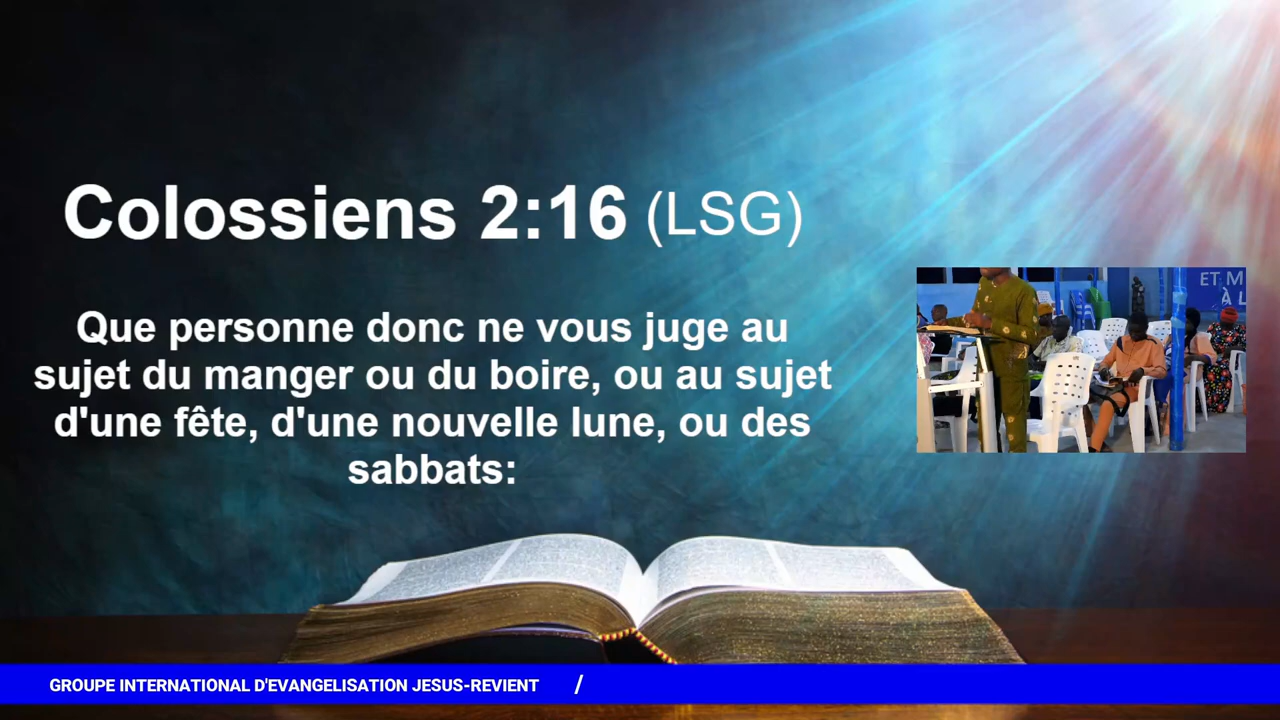 Colossiens 2:16 (LSG)
Que personne donc ne vous juge au
sujet du manger ou du boire, ou au sujet
d'une fête, d'une nouvelle lune, ou des
sabbats:
ET M
À L
GROUPE INTERNATIONAL D'EVANGELISATION JESUS-REVIENT /